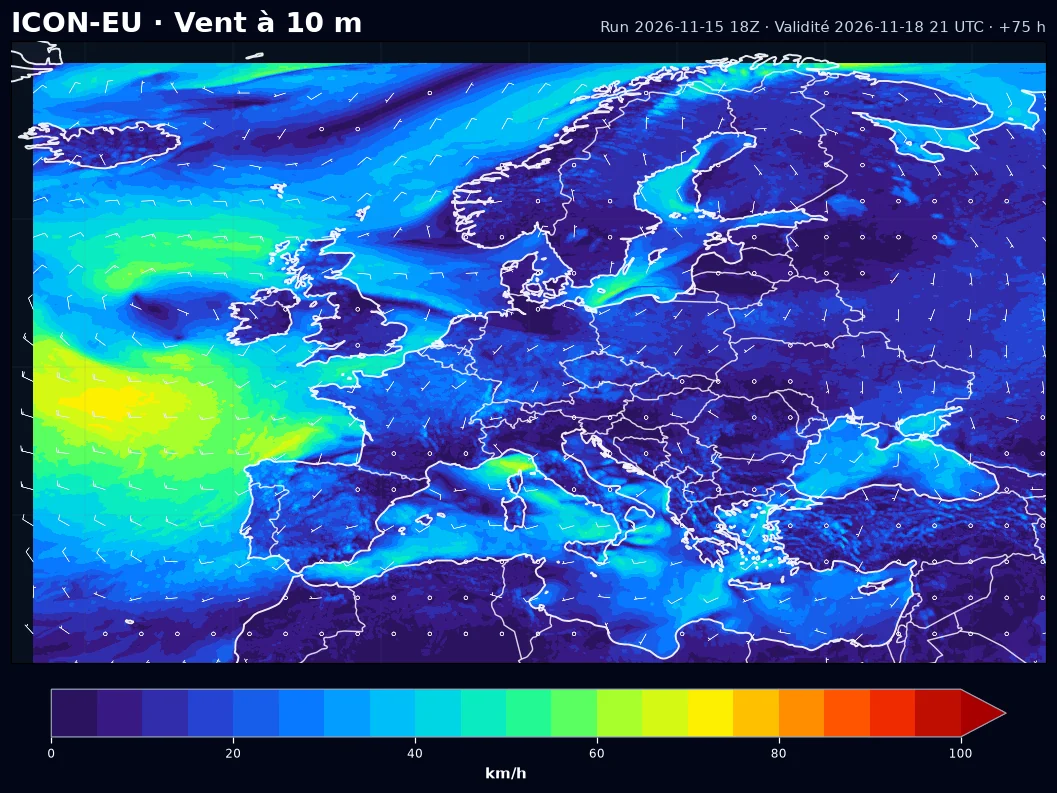 ICON-EU · Vent à 10 m
Run 2026-11-15 18Z · Validité 2026-11-18 21 UTC · +75 h
0 20 40 60 80 100
km/h